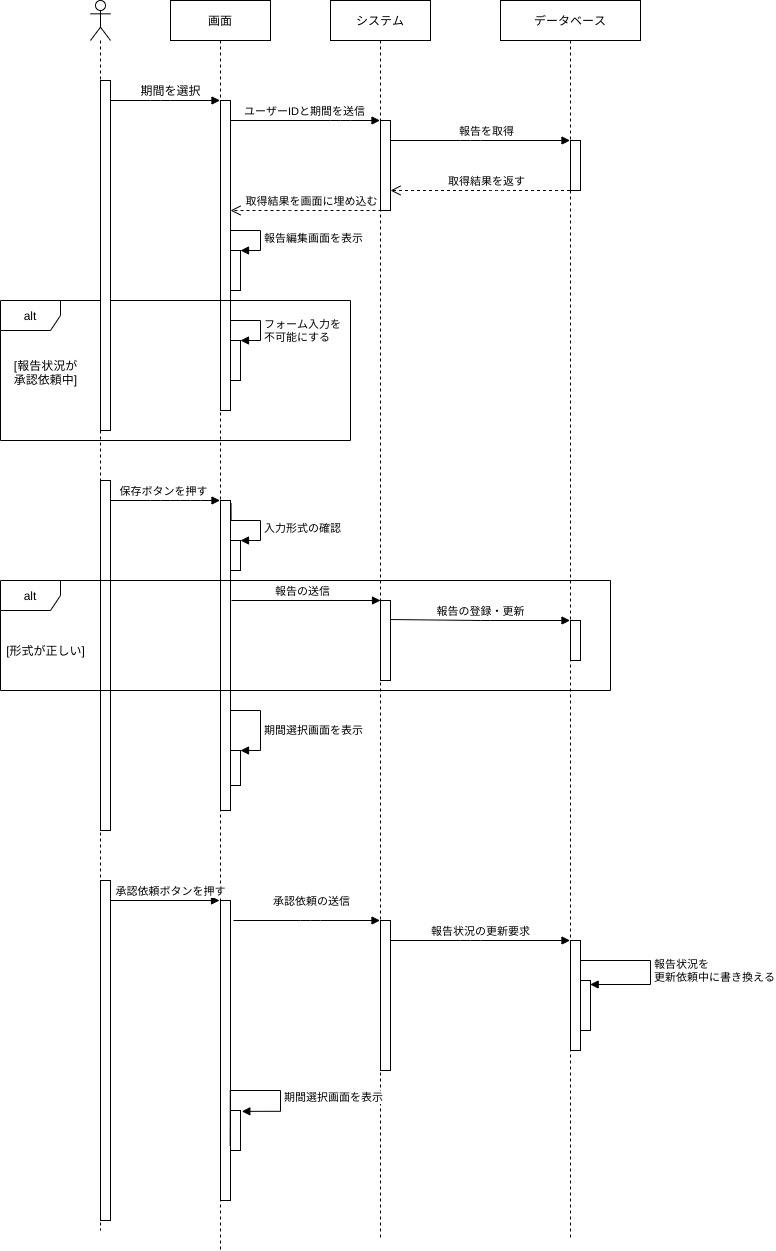 画面
システム
データベース
期間を選択
ユーザーIDと期間を送信
報告を取得
取得結果を返す
取得結果を画面に埋め込む
報告編集画面を表示
alt
フォーム入力を
不可能にする
[報告状況が
承認依頼中]
保存ボタンを押す
入力形式の確認
alt
報告の送信
報告の登録・更新
[形式が正しい]
期間選択画面を表示
承認依頼ボタンを押す
承認依頼の送信
報告状況の更新要求
報告状況を
更新依頼中に書き換える
期間選択画面を表示